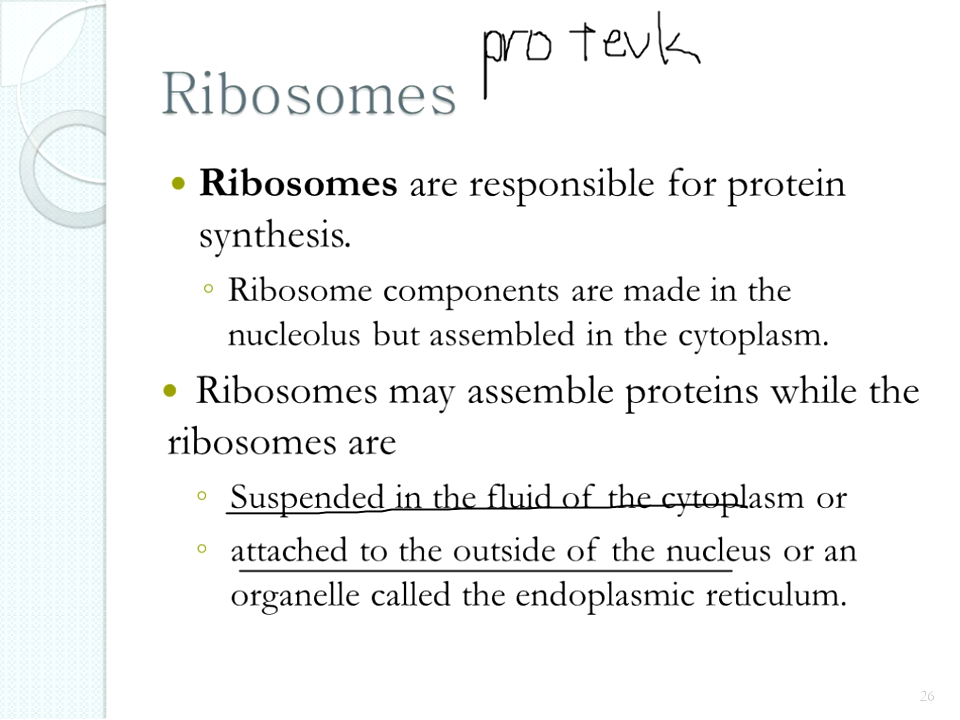 protein
Ribosomes
• Ribosomes are responsible for protein
synthesis.
◦ Ribosome components are made in the
nucleolus but assembled in the cytoplasm.
• Ribosomes may assemble proteins while the
ribosomes are
◦ Suspended in the fluid of the cytoplasm or
◦ attached to the outside of the nucleus or an
organelle called the endoplasmic reticulum.
26